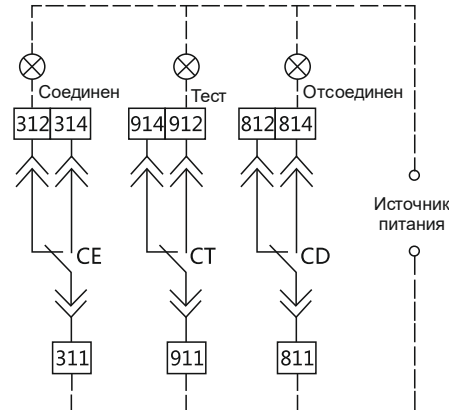 Соединен
Тест
Отсоединен
312 314
914 912
812 814
Источник
питания
CE
CT
CD
311
911
811